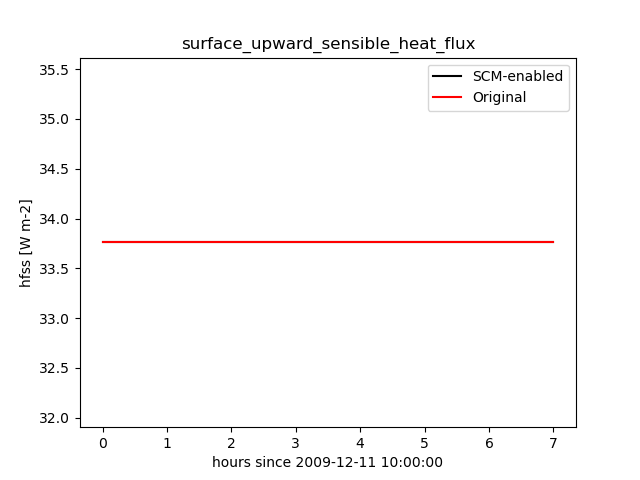 surface_upward_sensible_heat_flux
SCM-enabled
Original
35.5
35.0
34.5
34.0
33.5
33.0
32.5
32.0
hfss [W m-2]
0 1 2 3 4 5 6 7
hours since 2009-12-11 10:00:00